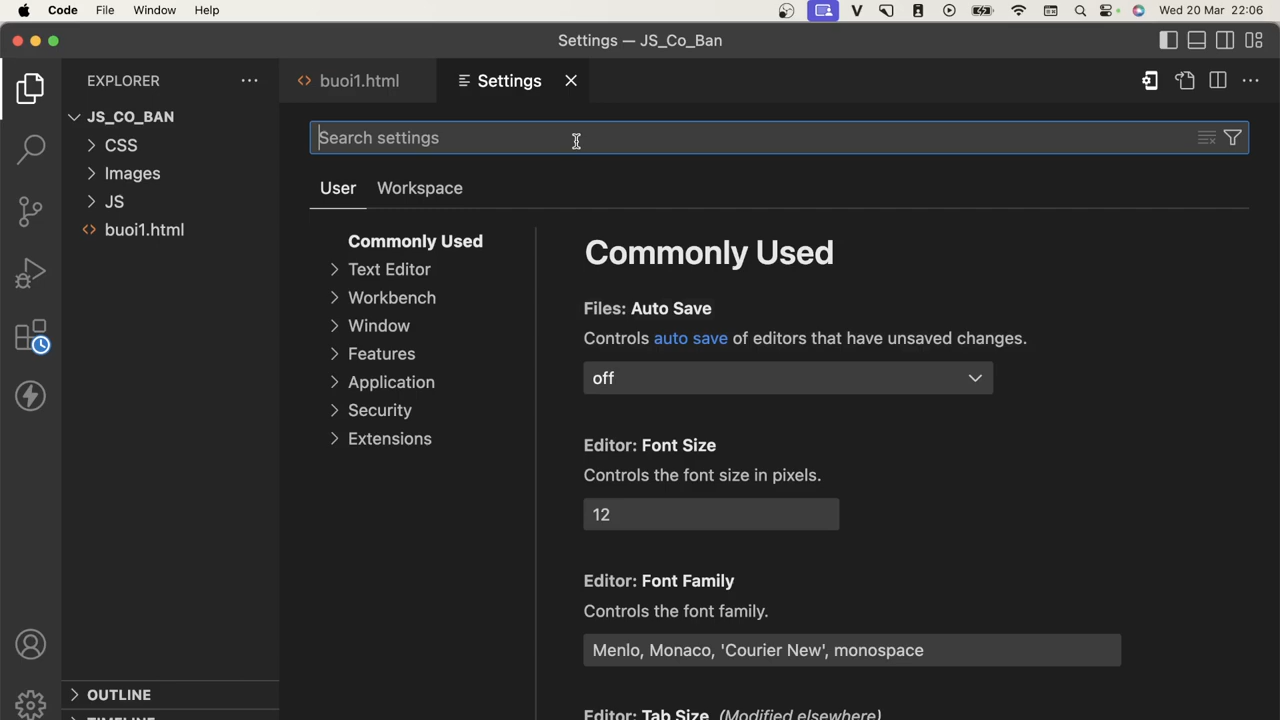 Code File Window Help Wed 20 Mar 22:06
Settings — JS_Co_Ban
EXPLORER
JS_CO_BAN
CSS
Images
JS
buoi1.html
OUTLINE
buoi1.html
Settings
Search settings
User Workspace
Commonly Used
Text Editor
Workbench
Window
Features
Application
Security
Extensions
Commonly Used
Files: Auto Save
Controls auto save of editors that have unsaved changes.
off
Editor: Font Size
Controls the font size in pixels.
12
Editor: Font Family
Controls the font family.
Menlo, Monaco, 'Courier New', monospace
Editor: Tab Size (Modified elsewhere)